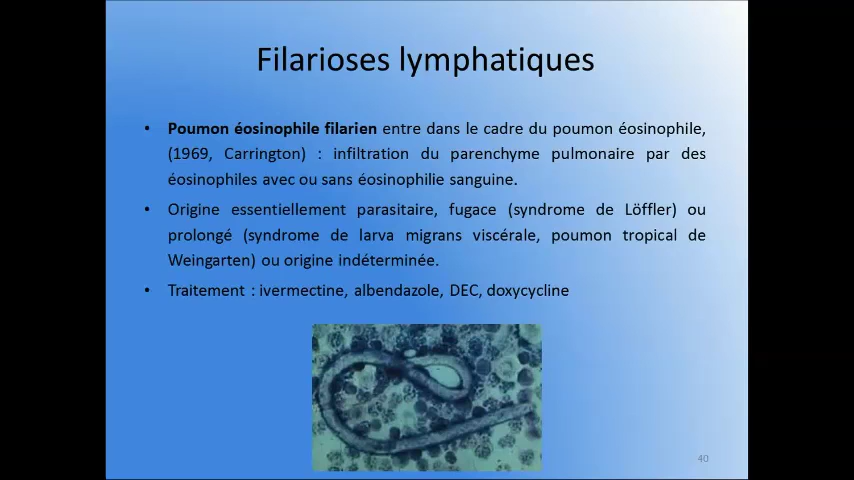 Filarioses lymphatiques
• Poumon éosinophile filarien entre dans le cadre du poumon éosinophile,
(1969, Carrington) : infiltration du parenchyme pulmonaire par des
éosinophiles avec ou sans éosinophilie sanguine.
• Origine essentiellement parasitaire, fugace (syndrome de Löffler) ou
prolongé (syndrome de larva migrans viscérale, poumon tropical de
Weingarten) ou origine indéterminée.
• Traitement : ivermectine, albendazole, DEC, doxycycline
40